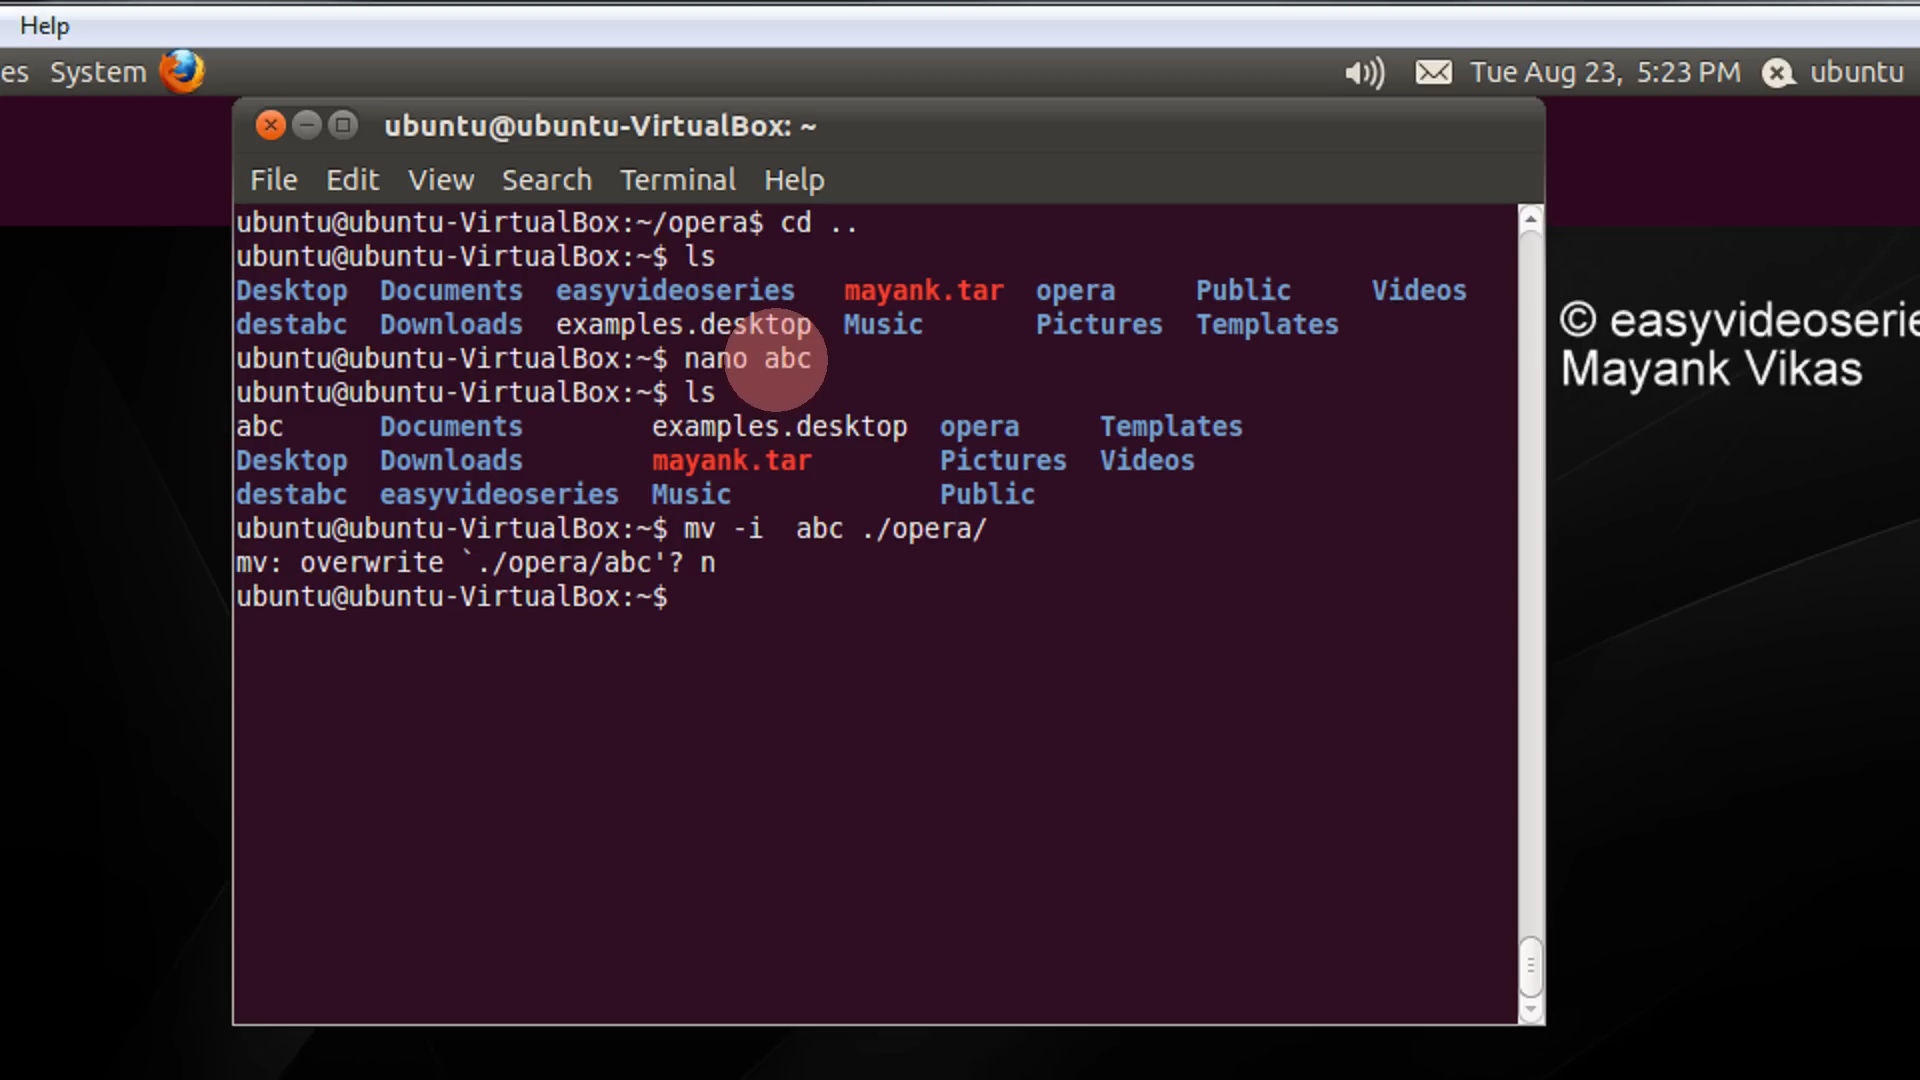 Help
es System
Tue Aug 23, 5:23 PM ubuntu
ubuntu@ubuntu-VirtualBox: ~
File Edit View Search Terminal Help
ubuntu@ubuntu-VirtualBox:~/opera$ cd ..
ubuntu@ubuntu-VirtualBox:~$ ls
Desktop Documents easyvideoseries mayank.tar opera Public Videos
destabc Downloads examples.desktop Music Pictures Templates
ubuntu@ubuntu-VirtualBox:~$ nano abc
ubuntu@ubuntu-VirtualBox:~$ ls
abc Documents examples.desktop opera Templates
Desktop Downloads mayank.tar Pictures Videos
destabc easyvideoseries Music Public
ubuntu@ubuntu-VirtualBox:~$ mv -i  abc ./opera/
mv: overwrite `./opera/abc'? n
ubuntu@ubuntu-VirtualBox:~$
© easyvideoserie
Mayank Vikas